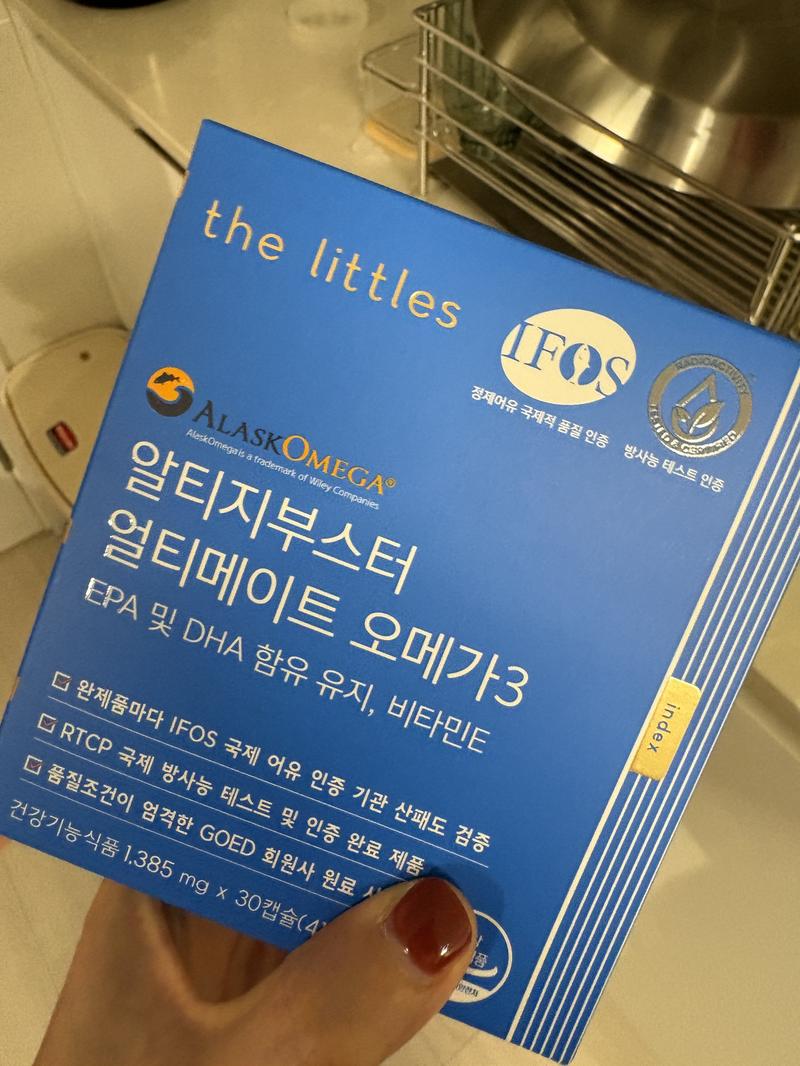 the littles
IFOS
정제어유 국제적 품질 인증
RADIOACTIVITY
TESTED & CERTIFIED
방사능 테스트 인증
ALASKOMEGA®
AlaskOmega is a trademark of Wiley Companies
알티지부스터
얼티메이트 오메가3
EPA 및 DHA 함유 유지, 비타민E
완제품마다 IFOS 국제 어유 인증 기관 산패도 검증
RTCP 국제 방사능 테스트 및 인증 완료 제품
품질조건이 엄격한 GOED 회원사 원료
건강기능식품 1,385 mg x 30캡슐(4
index